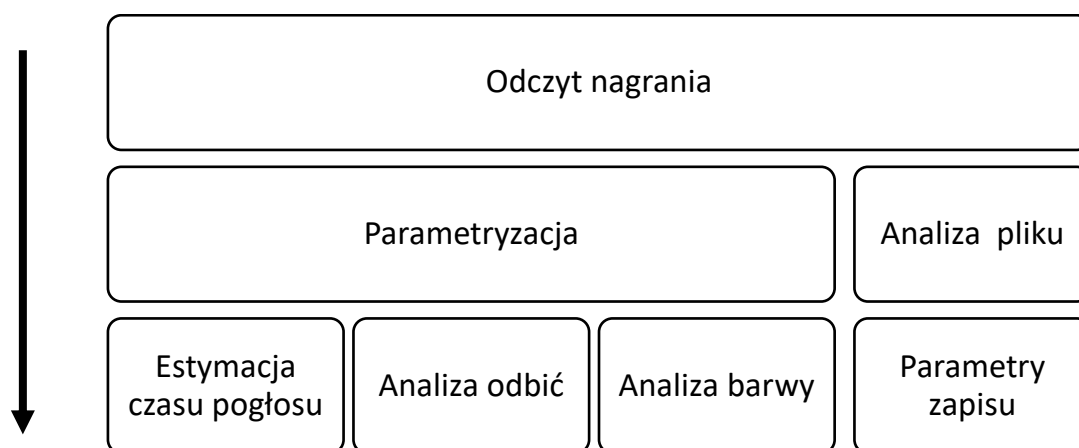 Odczyt nagrania
Parametryzacja
Analiza  pliku
Estymacja
czasu pogłosu
Analiza odbić
Analiza barwy
Parametry
zapisu